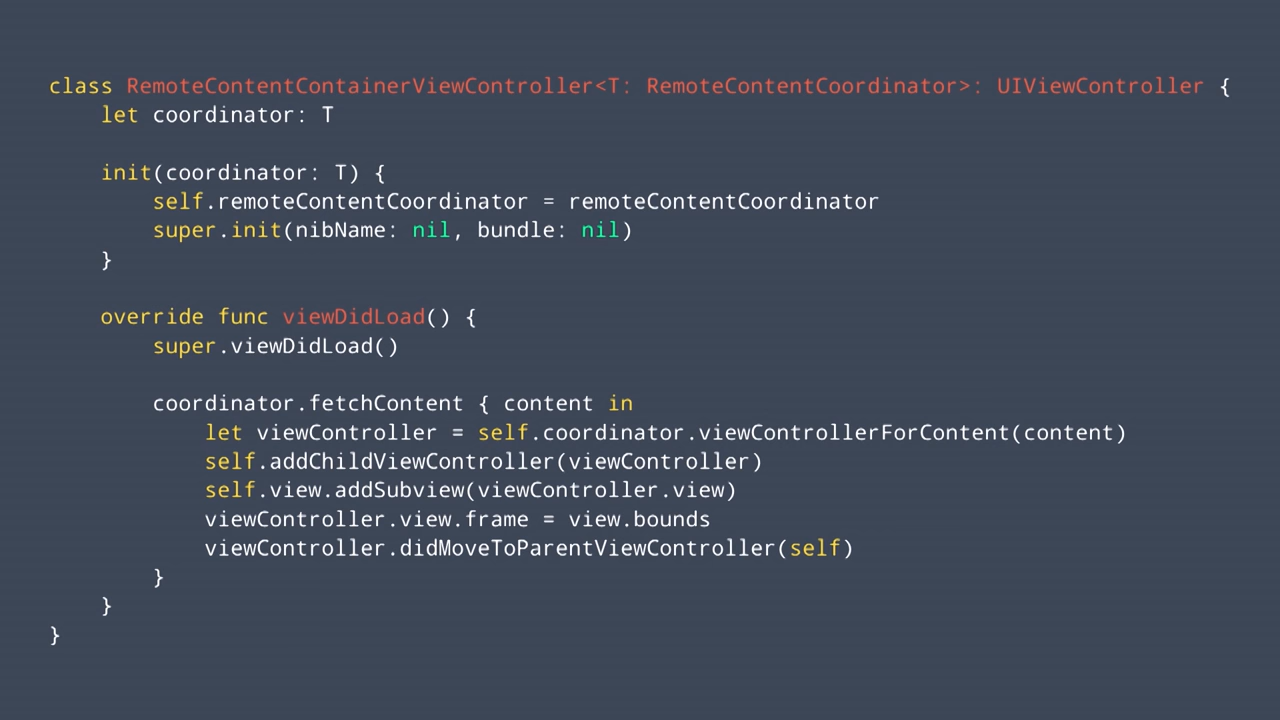 class RemoteContentContainerViewController<T: RemoteContentCoordinator>: UIViewController {
    let coordinator: T

    init(coordinator: T) {
        self.remoteContentCoordinator = remoteContentCoordinator
        super.init(nibName: nil, bundle: nil)
    }

    override func viewDidLoad() {
        super.viewDidLoad()

        coordinator.fetchContent { content in
            let viewController = self.coordinator.viewControllerForContent(content)
            self.addChildViewController(viewController)
            self.view.addSubview(viewController.view)
            viewController.view.frame = view.bounds
            viewController.didMoveToParentViewController(self)
        }
    }
}